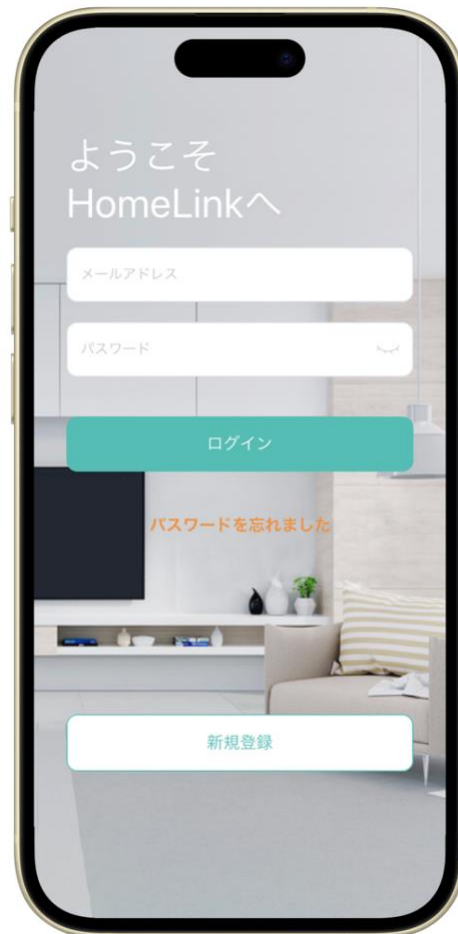 ようこそ
HomeLinkへ
メールアドレス
パスワード
ログイン
パスワードを忘れました
新規登録